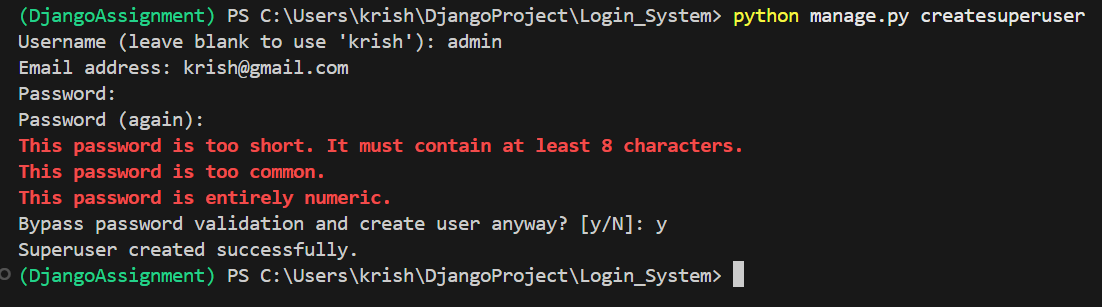 (DjangoAssignment) PS C:\Users\krish\DjangoProject\Login_System> python manage.py createsuperuser
Username (leave blank to use 'krish'): admin
Email address: krish@gmail.com
Password:
Password (again):
This password is too short. It must contain at least 8 characters.
This password is too common.
This password is entirely numeric.
Bypass password validation and create user anyway? [y/N]: y
Superuser created successfully.
(DjangoAssignment) PS C:\Users\krish\DjangoProject\Login_System>